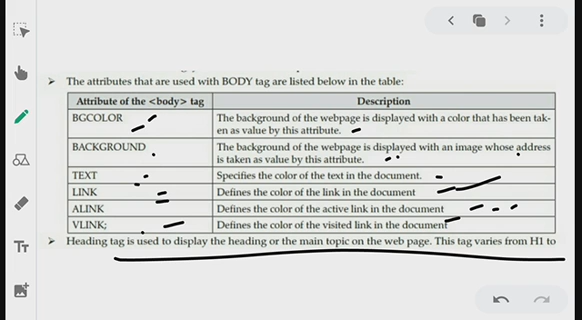 ➤ The attributes that are used with BODY tag are listed below in the table:
Attribute of the <body> tag Description
BGCOLOR The background of the webpage is displayed with a color that has been tak-
en as value by this attribute.
BACKGROUND The background of the webpage is displayed with an image whose address
is taken as value by this attribute.
TEXT Specifies the color of the text in the document.
LINK Defines the color of the link in the document
ALINK Defines the color of the active link in the document
VLINK; Defines the color of the visited link in the document
➤ Heading tag is used to display the heading or the main topic on the web page. This tag varies from H1 to